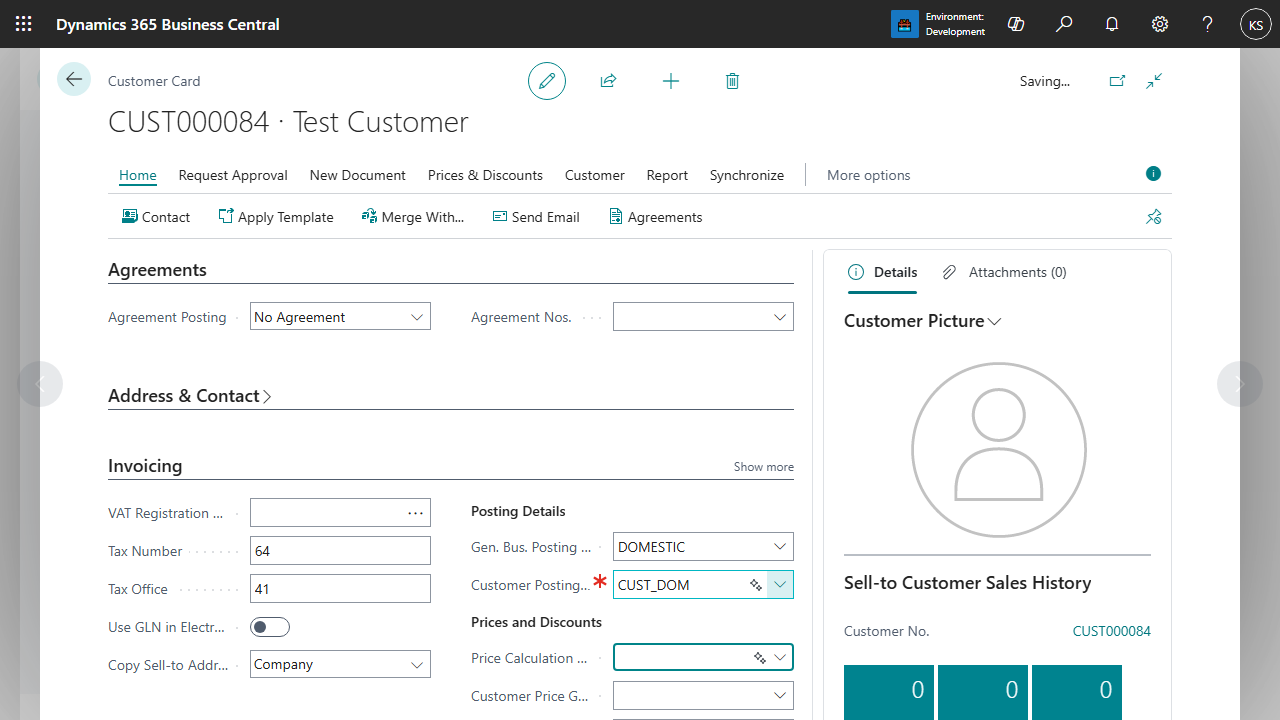 Dynamics 365 Business Central
Environment:
Development
KS
Customer Card
Saving...
CUST000084 · Test Customer
Home
Request Approval
New Document
Prices & Discounts
Customer
Report
Synchronize
More options
Contact
Apply Template
Merge With...
Send Email
Agreements
Agreements
Agreement Posting
No Agreement
Agreement Nos.
Address & Contact
Invoicing
Show more
VAT Registration ...
Tax Number
64
Tax Office
41
Use GLN in Electr...
Copy Sell-to Addr...
Company
Posting Details
Gen. Bus. Posting ...
DOMESTIC
Customer Posting...
CUST_DOM
Prices and Discounts
Price Calculation ...
Customer Price G...
Details
Attachments (0)
Customer Picture
Sell-to Customer Sales History
Customer No.
CUST000084
0
0
0